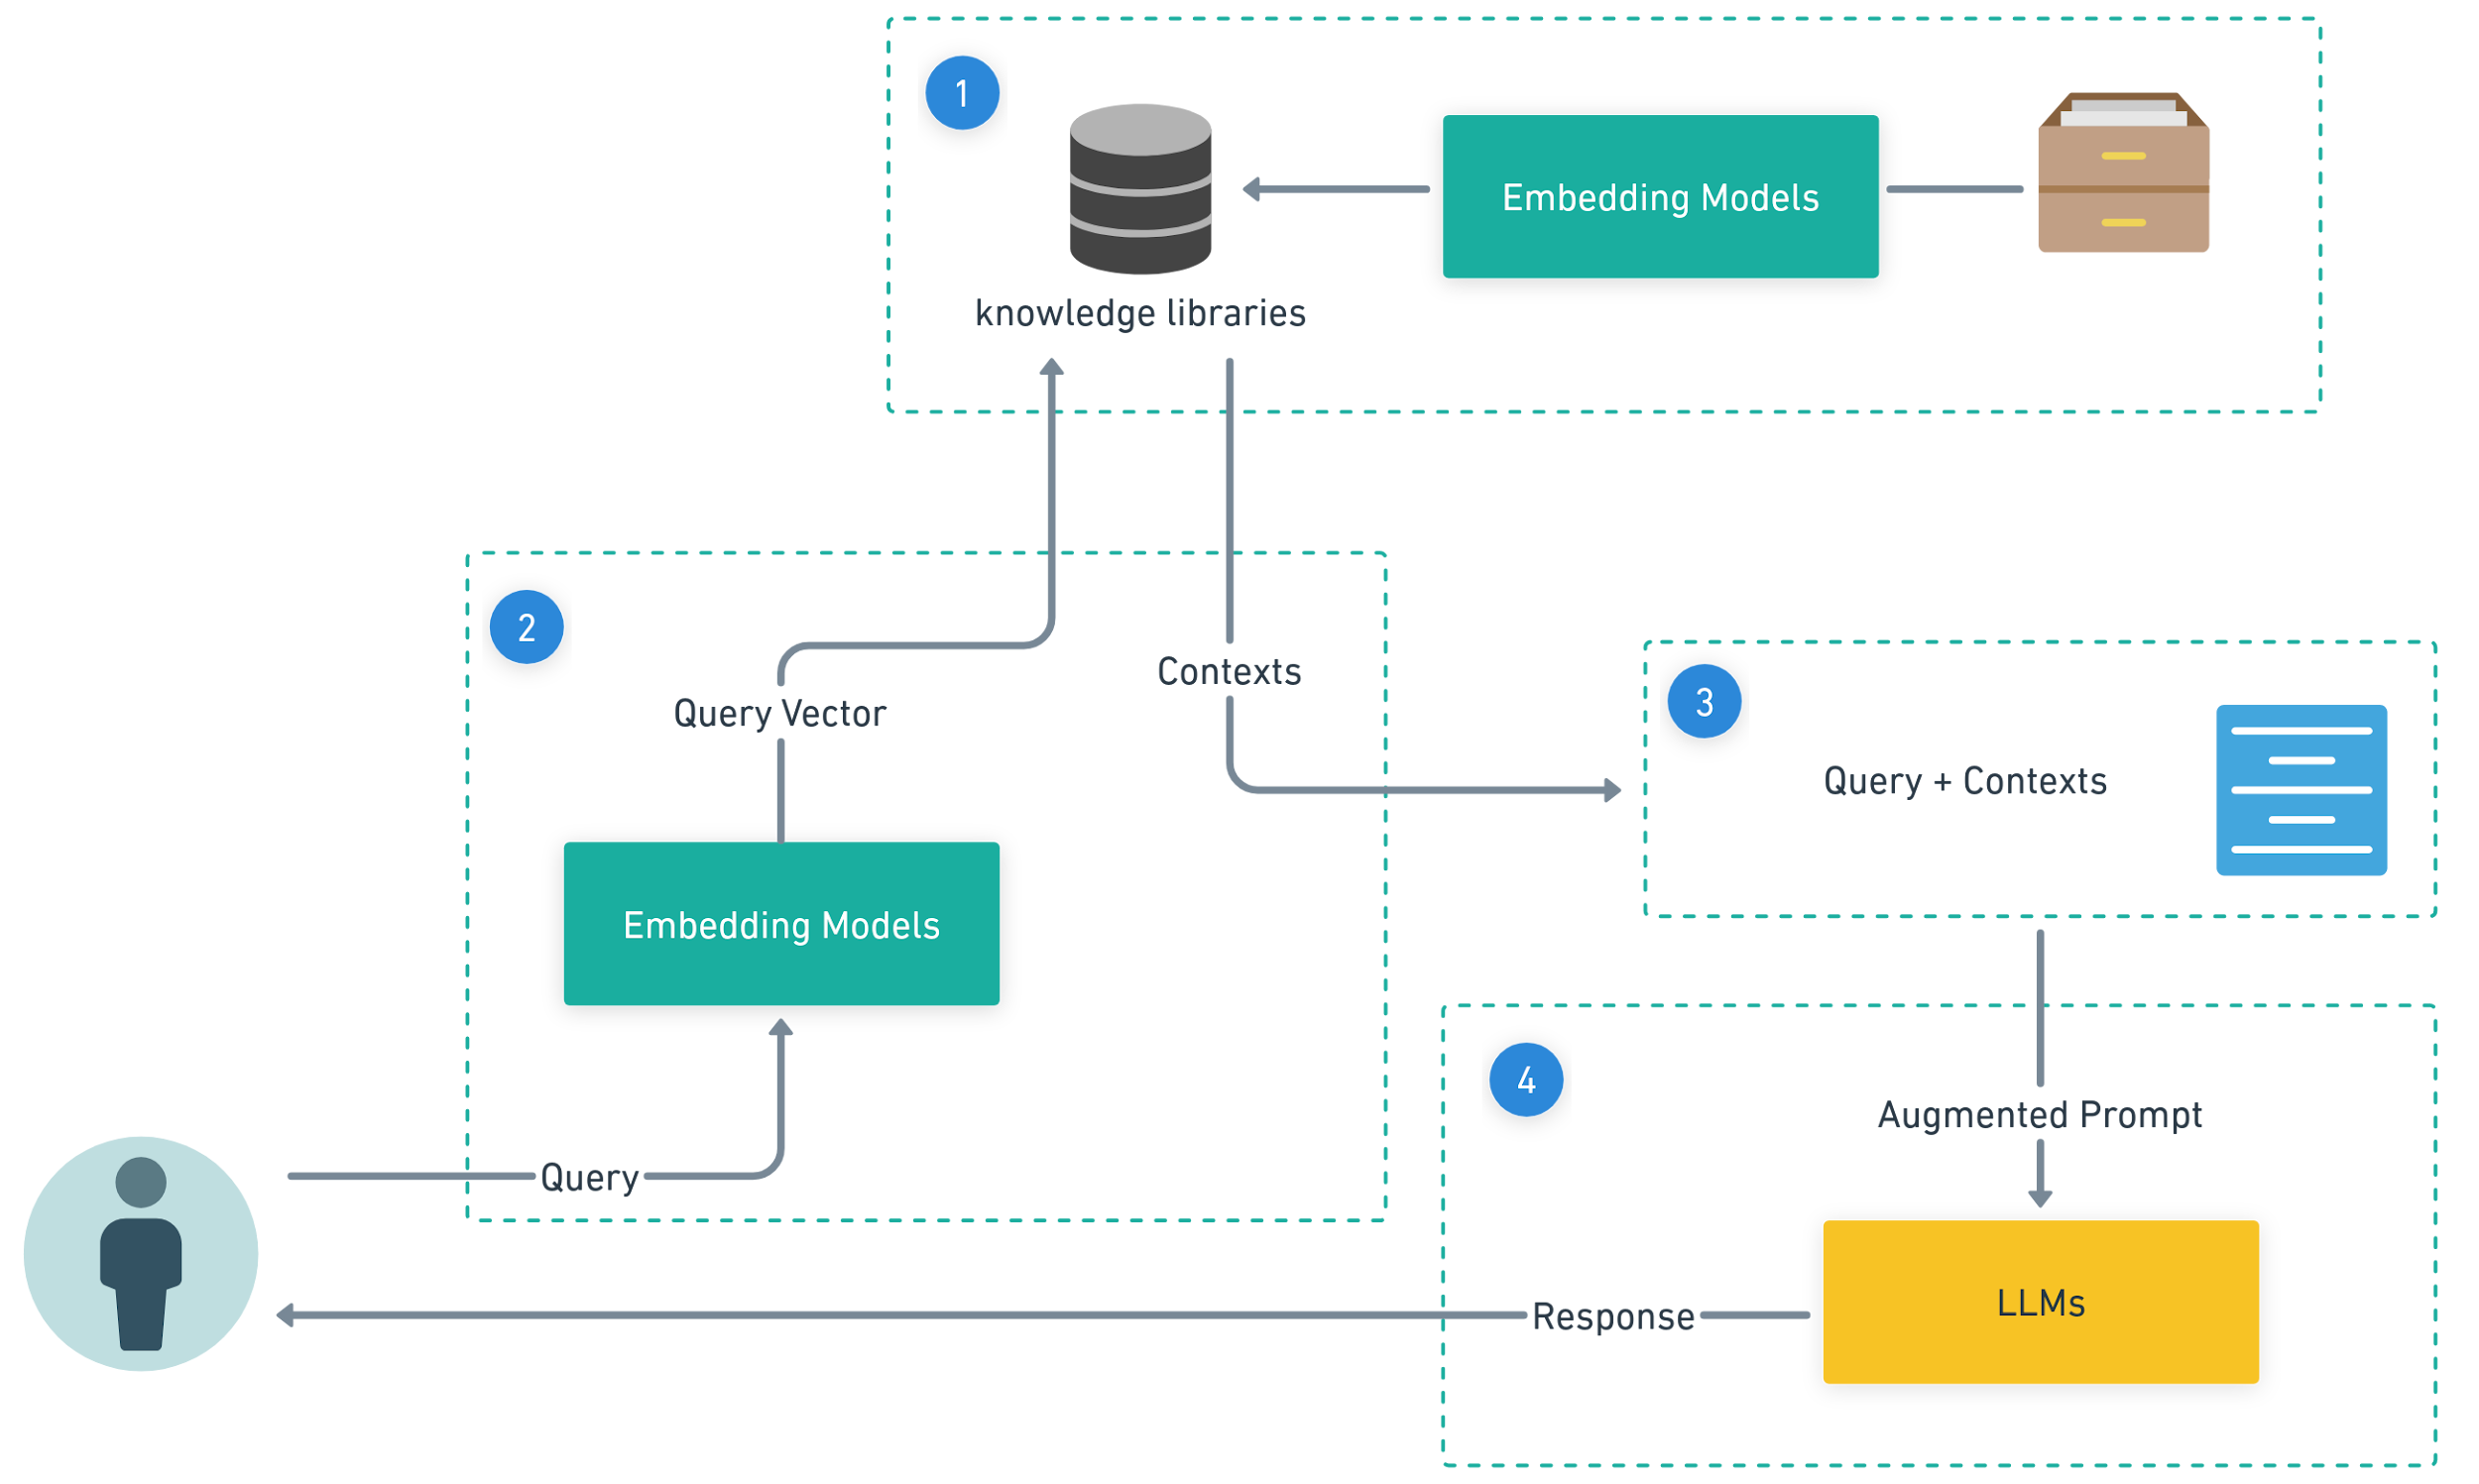 1
Embedding Models
knowledge libraries
2
Query Vector
Contexts
Embedding Models
Query
3
Query + Contexts
4
Augmented Prompt
LLMs
Response